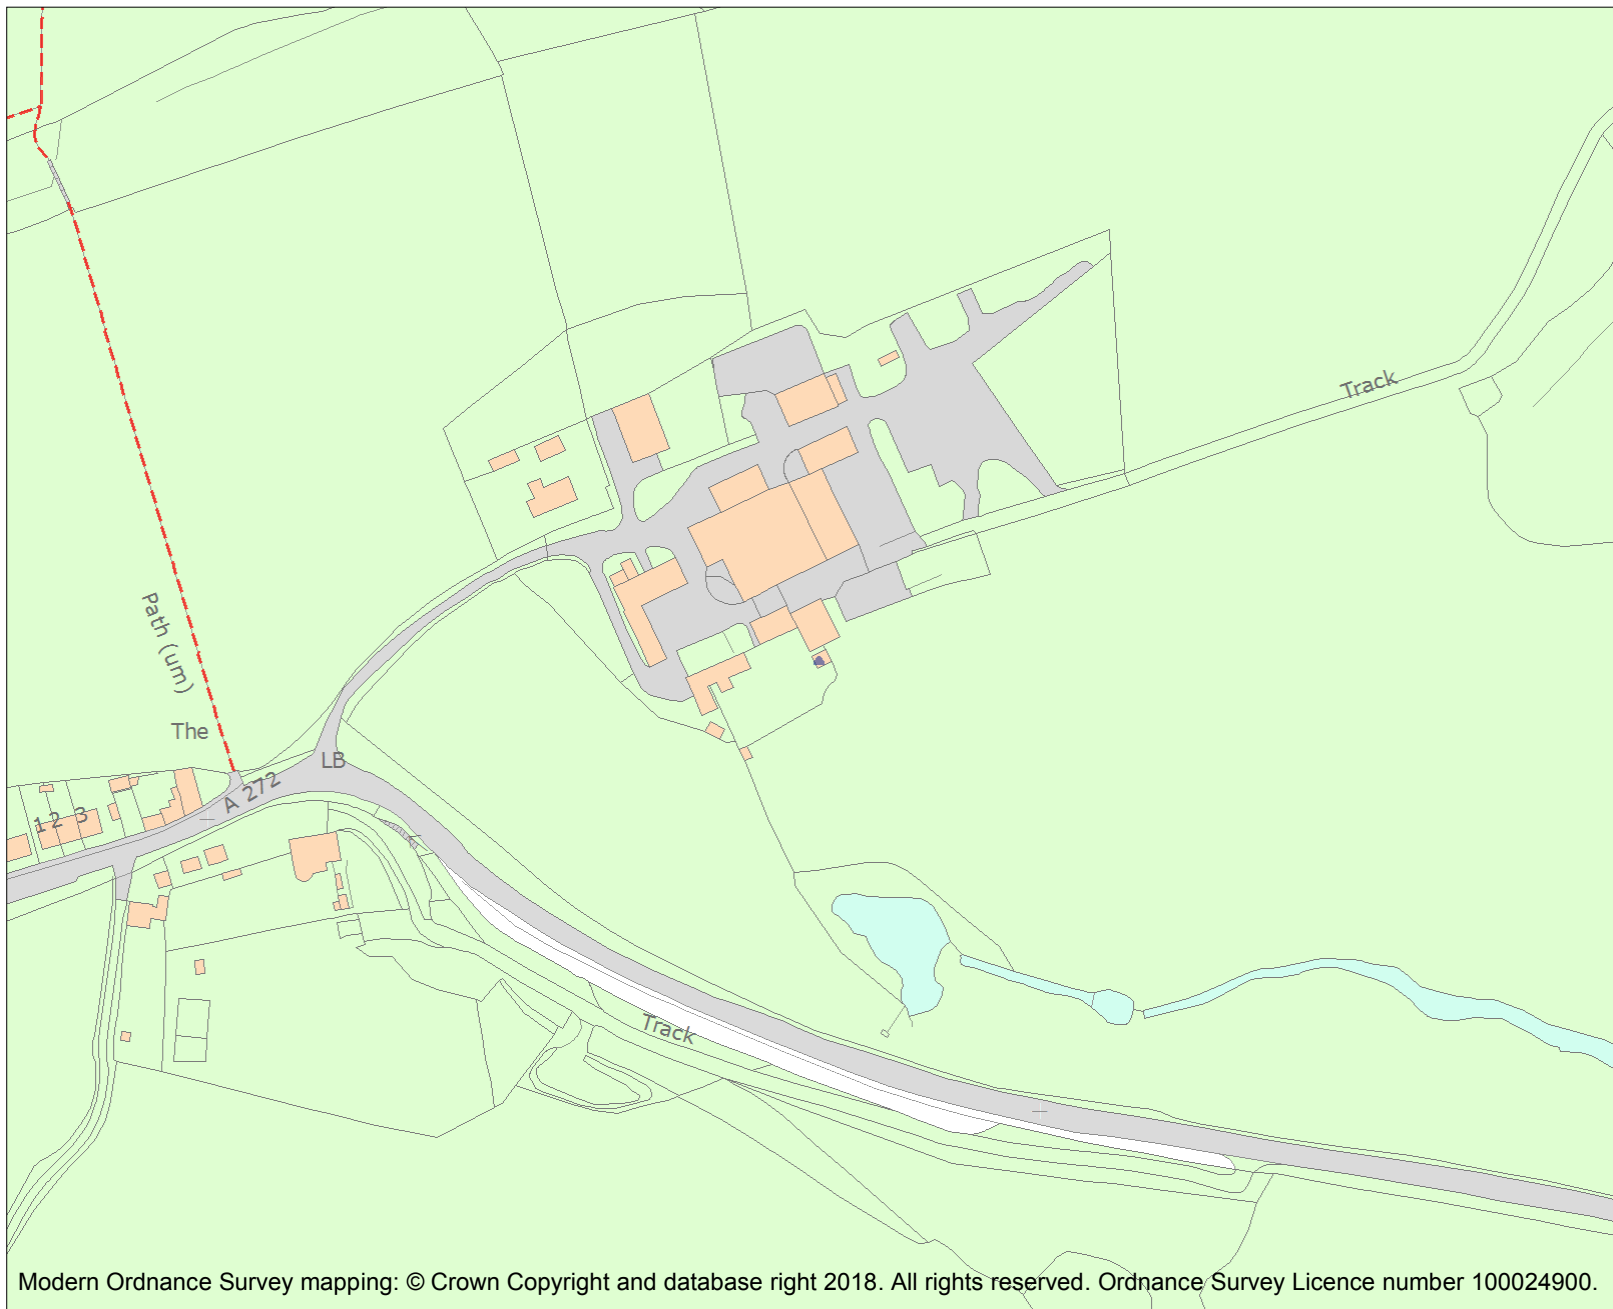 Track
Path (um)
The
LB
A 272
1 2 3
Track
Modern Ordnance Survey mapping: © Crown Copyright and database right 2018. All rights reserved. Ordnance Survey Licence number 100024900.